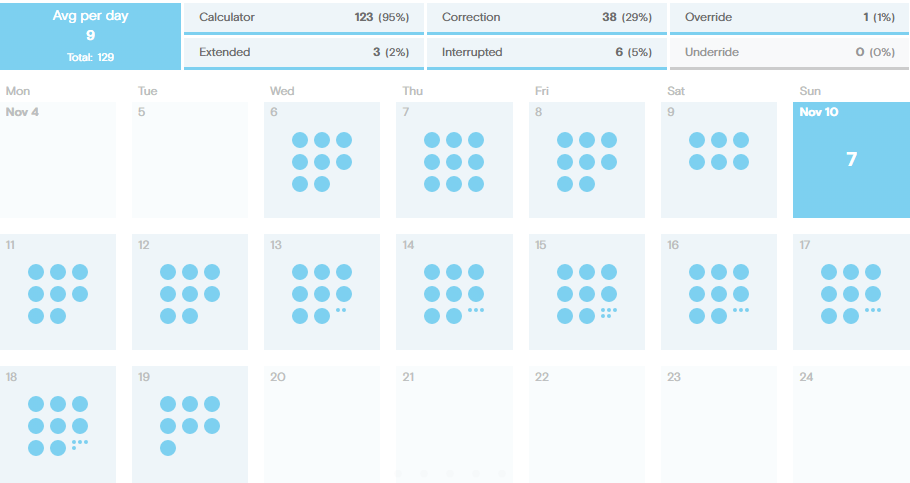 Avg per day
9
Total: 129
Calculator 123 (95%)
Correction 38 (29%)
Override 1 (1%)
Extended 3 (2%)
Interrupted 6 (5%)
Underride 0 (0%)
Mon Tue Wed Thu Fri Sat Sun
Nov 4 5 6 7 8 9 Nov 10
7
11 12 13 14 15 16 17
18 19 20 21 22 23 24